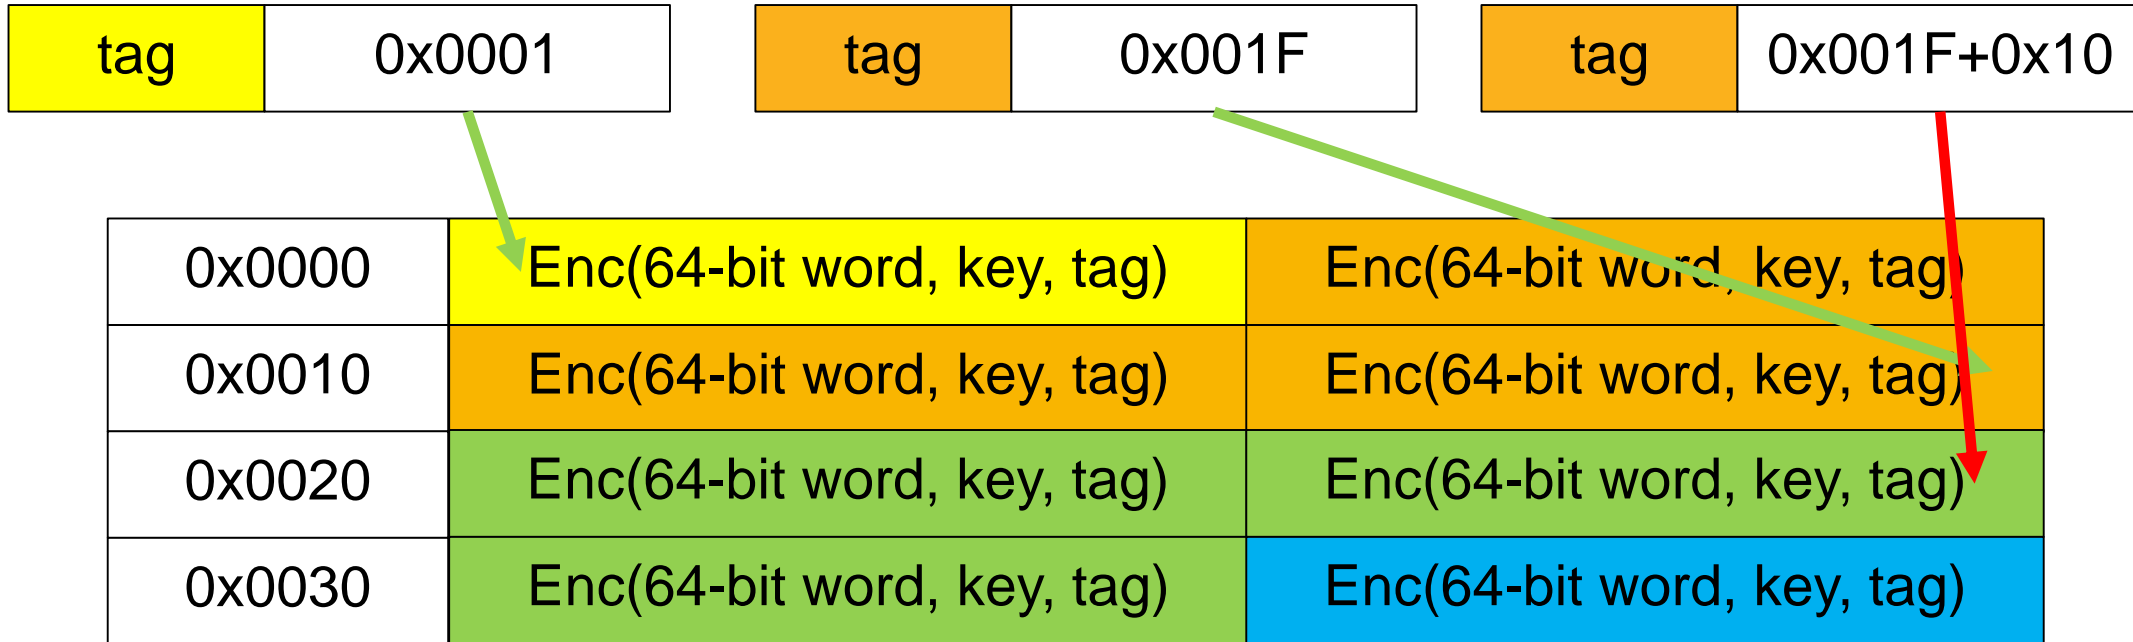 tag 0x0001 tag 0x001F tag 0x001F+0x10
0x0000 Enc(64-bit word, key, tag) Enc(64-bit word, key, tag)
0x0010 Enc(64-bit word, key, tag) Enc(64-bit word, key, tag)
0x0020 Enc(64-bit word, key, tag) Enc(64-bit word, key, tag)
0x0030 Enc(64-bit word, key, tag) Enc(64-bit word, key, tag)